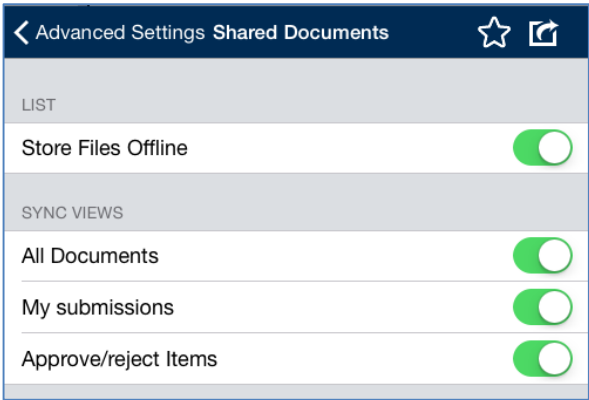 Advanced Settings Shared Documents
LIST
Store Files Offline
SYNC VIEWS
All Documents
My submissions
Approve/reject Items